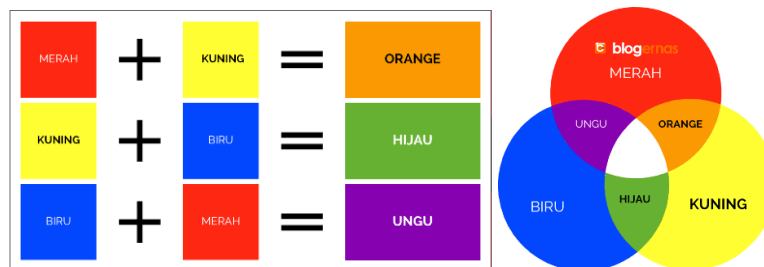 MERAH + KUNING = ORANGE
KUNING + BIRU = HIJAU
BIRU + MERAH = UNGU
blogernas
MERAH
UNGU
ORANGE
BIRU
HIJAU
KUNING